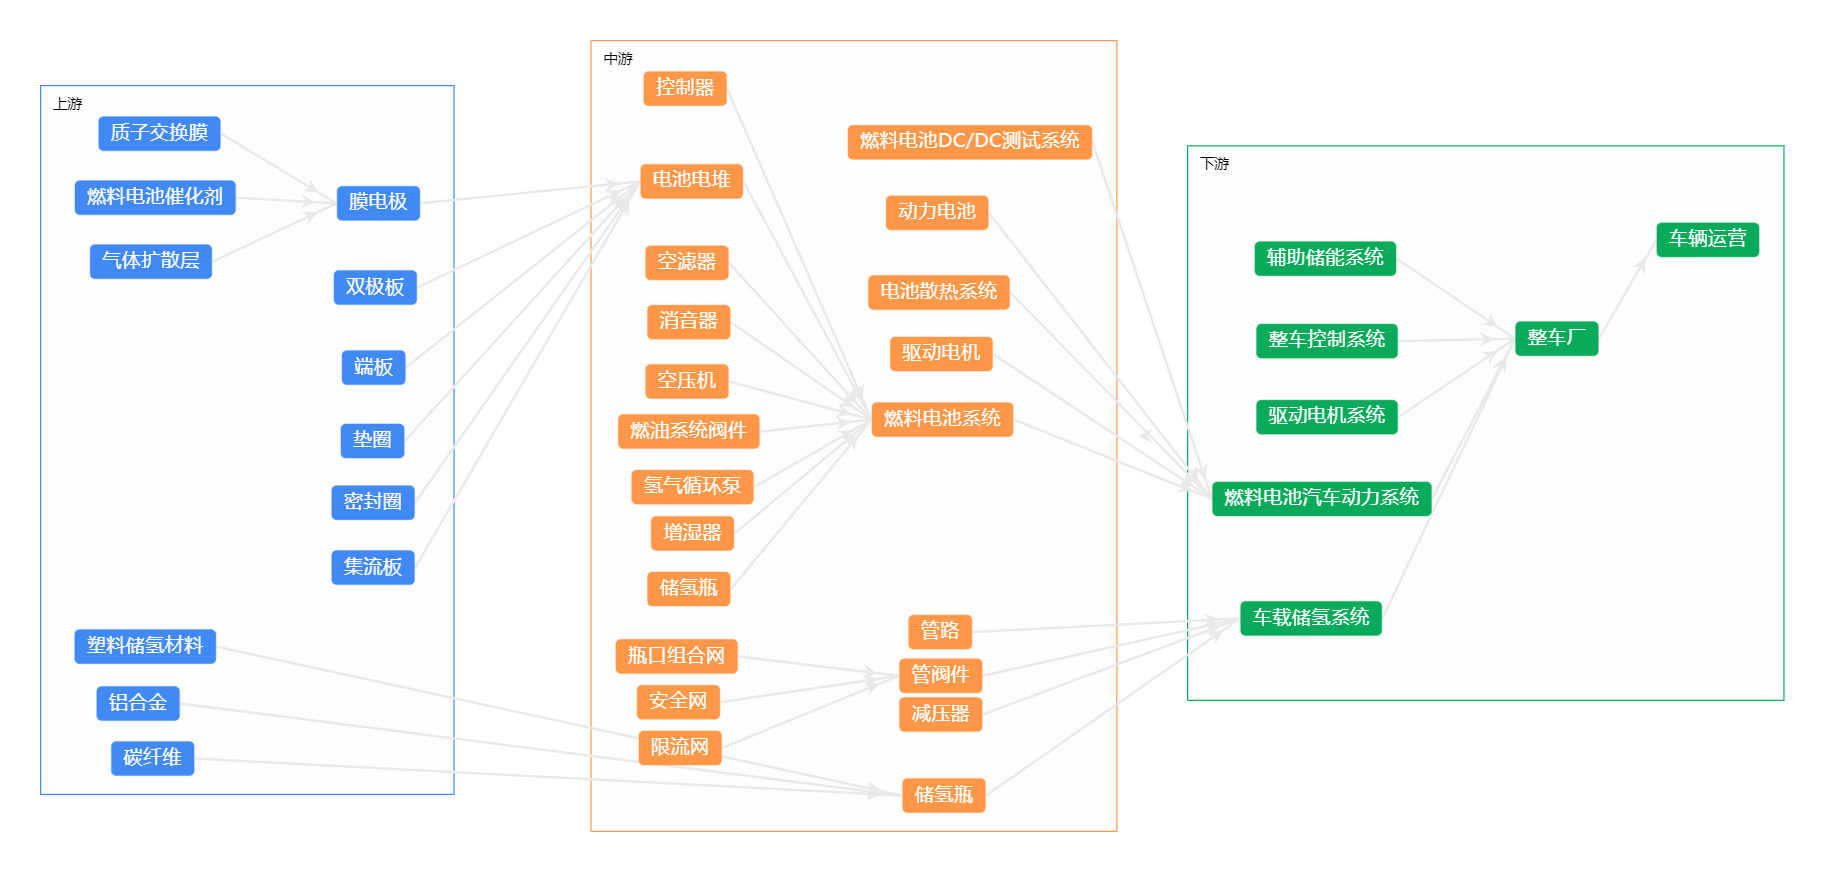 上游
质子交换膜
燃料电池催化剂
膜电极
气体扩散层
双极板
端板
垫圈
密封圈
集流板
塑料储氢材料
铝合金
碳纤维
中游
控制器
燃料电池DC/DC测试系统
电池电堆
动力电池
空滤器
电池散热系统
消音器
驱动电机
空压机
燃料电池系统
燃油系统阀件
氢气循环泵
增湿器
储氢瓶
管路
瓶口组合网
管阀件
安全网
减压器
限流网
储氢瓶
下游
车辆运营
辅助储能系统
整车控制系统
整车厂
驱动电机系统
燃料电池汽车动力系统
车载储氢系统